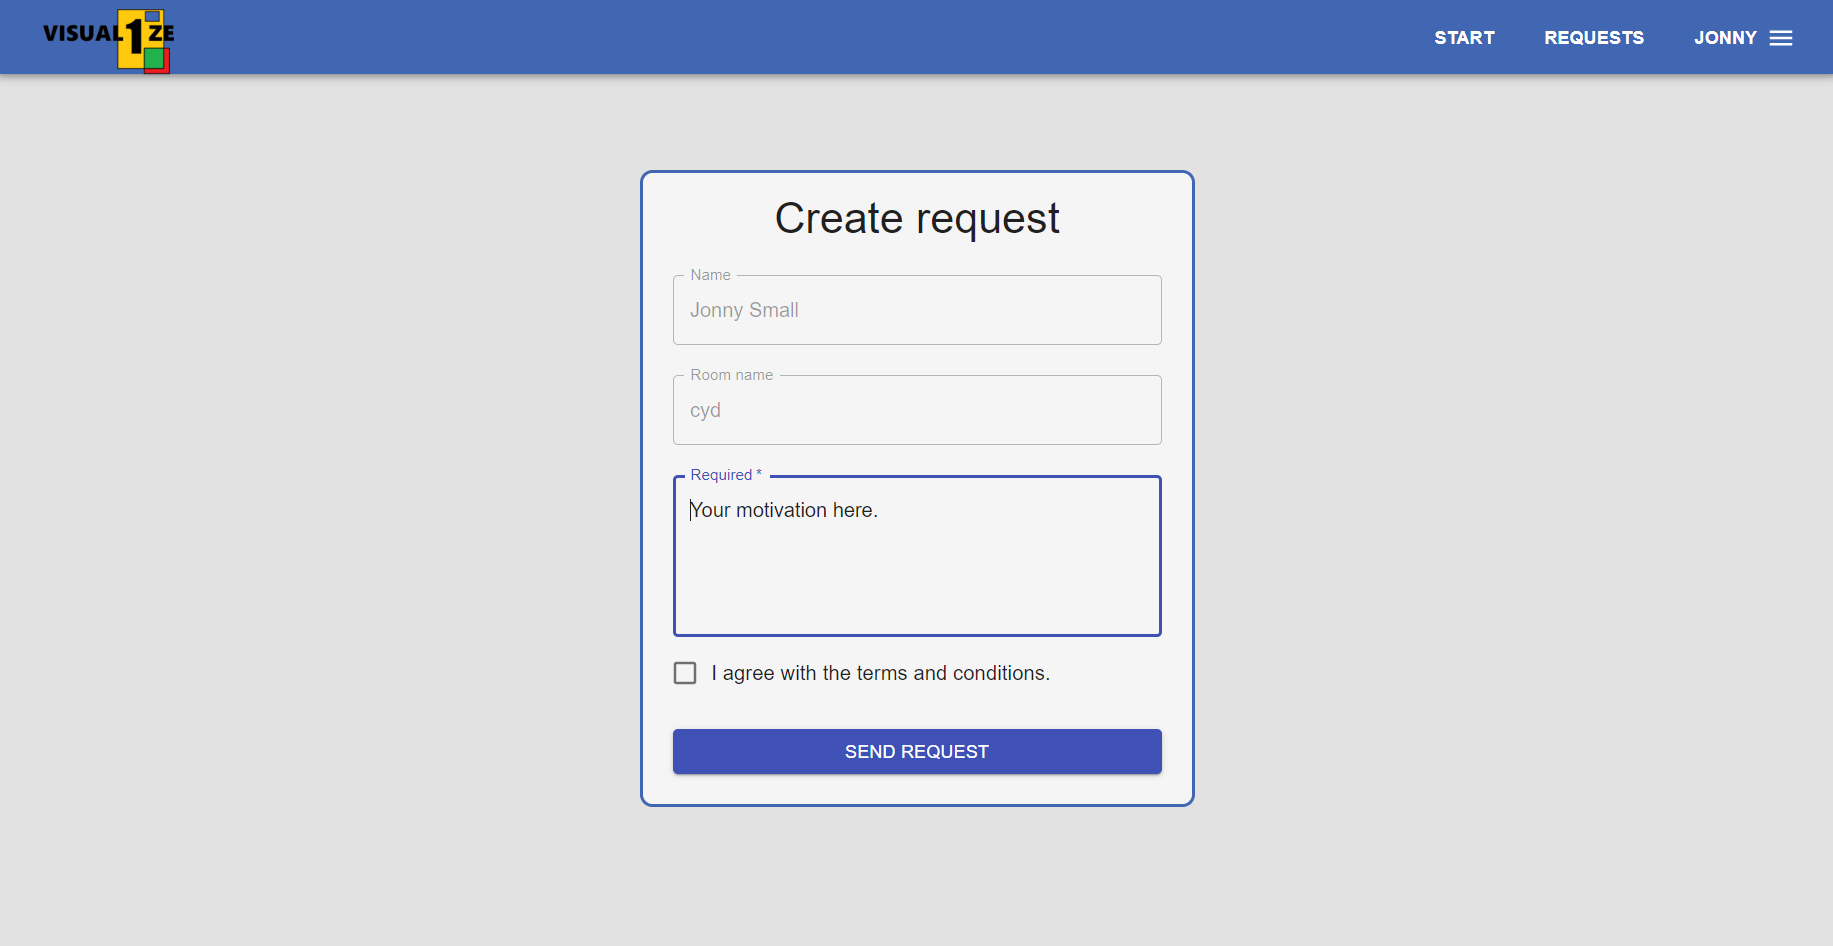 VISUAL1ZE
START
REQUESTS
JONNY
Create request
Name
Jonny Small
Room name
cyd
Required *
Your motivation here.
I agree with the terms and conditions.
SEND REQUEST